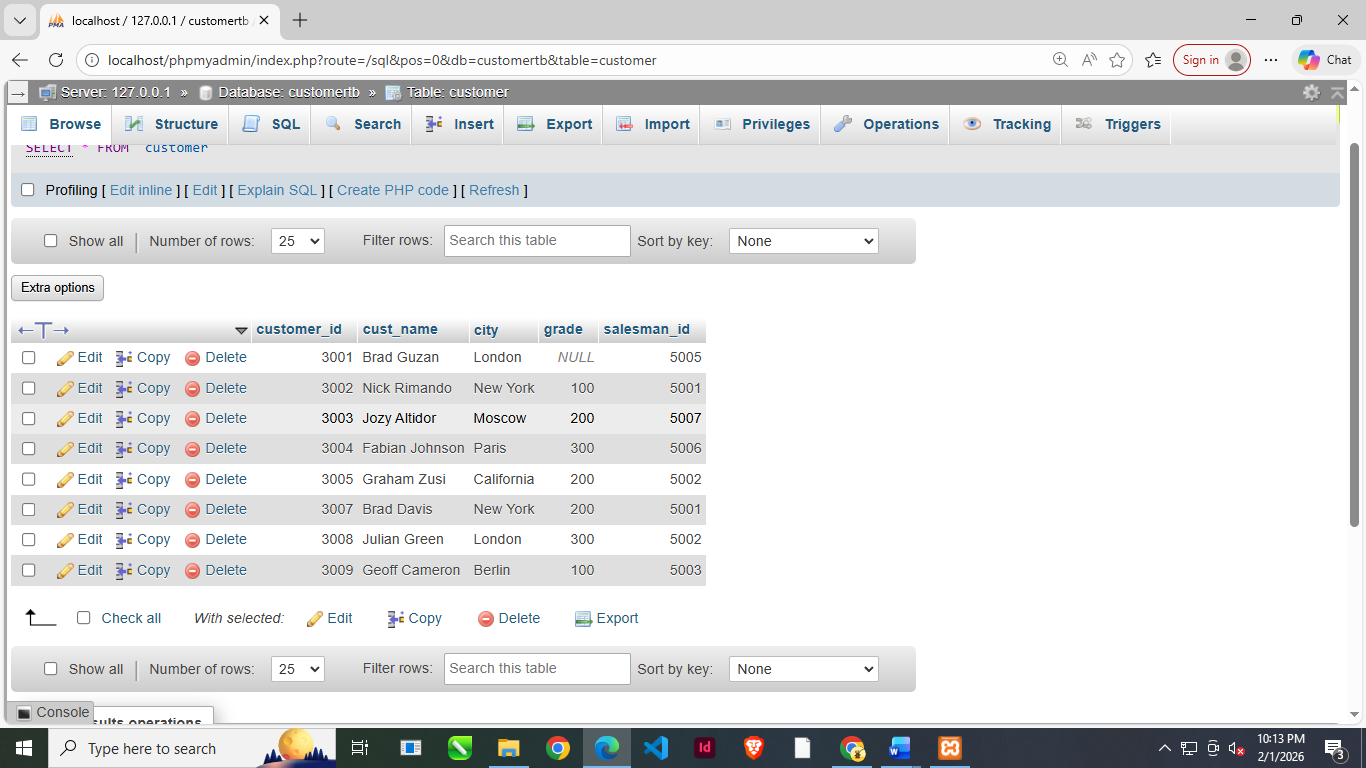 localhost / 127.0.0.1 / customertb
localhost/phpmyadmin/index.php?route=/sql&pos=0&db=customertb&table=customer
Sign in
Chat
Server: 127.0.0.1 » Database: customertb » Table: customer
Browse Structure SQL Search Insert Export Import Privileges Operations Tracking Triggers
SELECT * FROM `customer`
Profiling [ Edit inline ] [ Edit ] [ Explain SQL ] [ Create PHP code ] [ Refresh ]
Show all | Number of rows: 25 Filter rows: Search this table Sort by key: None
Extra options
customer_id cust_name city grade salesman_id
Edit Copy Delete 3001 Brad Guzan London NULL 5005
Edit Copy Delete 3002 Nick Rimando New York 100 5001
Edit Copy Delete 3003 Jozy Altidor Moscow 200 5007
Edit Copy Delete 3004 Fabian Johnson Paris 300 5006
Edit Copy Delete 3005 Graham Zusi California 200 5002
Edit Copy Delete 3007 Brad Davis New York 200 5001
Edit Copy Delete 3008 Julian Green London 300 5002
Edit Copy Delete 3009 Geoff Cameron Berlin 100 5003
Check all With selected: Edit Copy Delete Export
Show all | Number of rows: 25 Filter rows: Search this table Sort by key: None
Console
operations
Type here to search
10:13 PM
2/1/2026
3